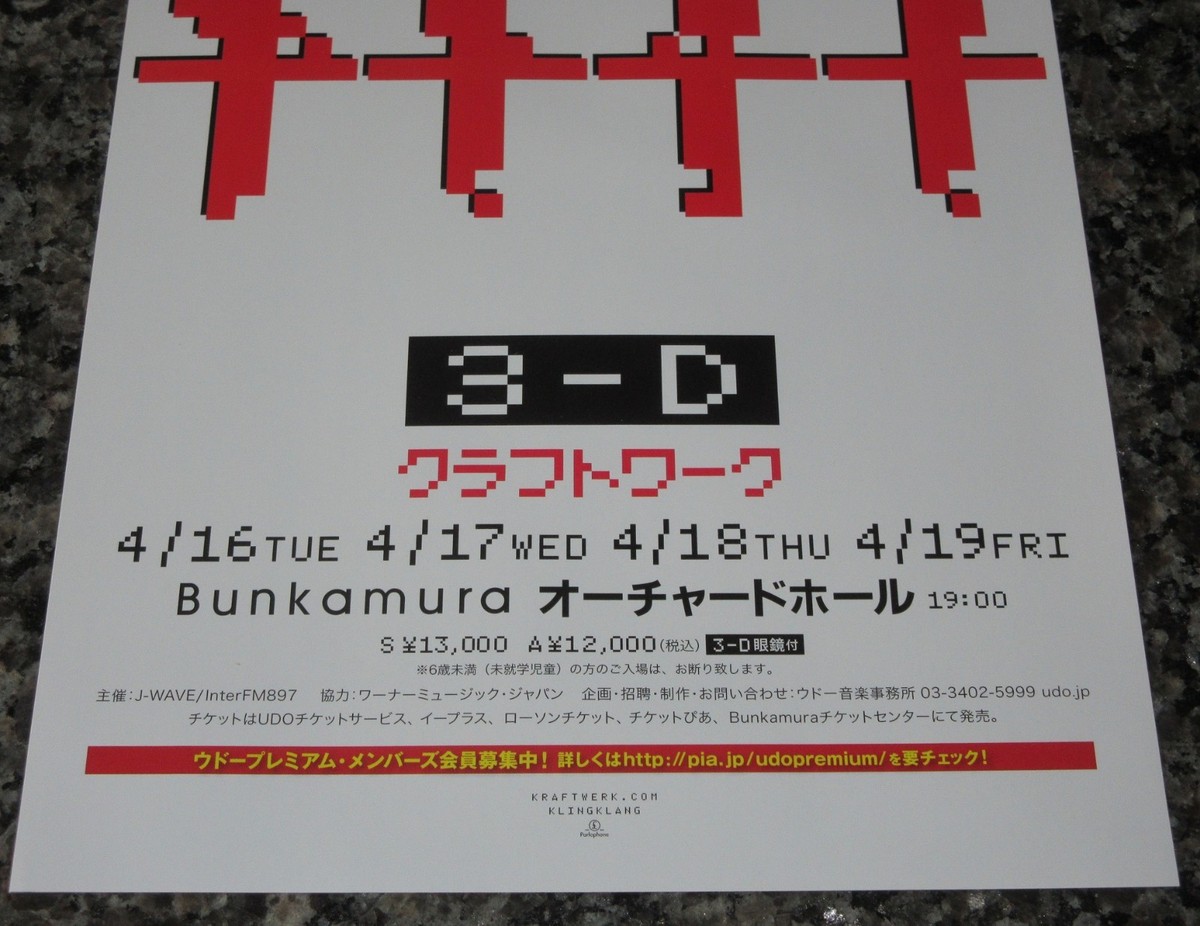 3-D
クラフトワーク
4/16TUE 4/17WED 4/18THU 4/19FRI
Bunkamura オーチャードホール 19:00
S ¥13,000 A ¥12,000(税込) 3-D眼鏡付
※6歳未満（未就学児童）の方のご入場は、お断り致します。
主催：J-WAVE/InterFM897 協力：ワーナーミュージック・ジャパン 企画・招聘・制作・お問い合わせ：ウドー音楽事務所 03-3402-5999 udo.jp
チケットはUDOチケットサービス、イープラス、ローソンチケット、チケットぴあ、Bunkamuraチケットセンターにて発売。
ウドープレミアム・メンバーズ会員募集中！ 詳しくはhttp://pia.jp/udopremium/を要チェック！
KRAFTWERK.COM
KLINGKLANG
Parlophone